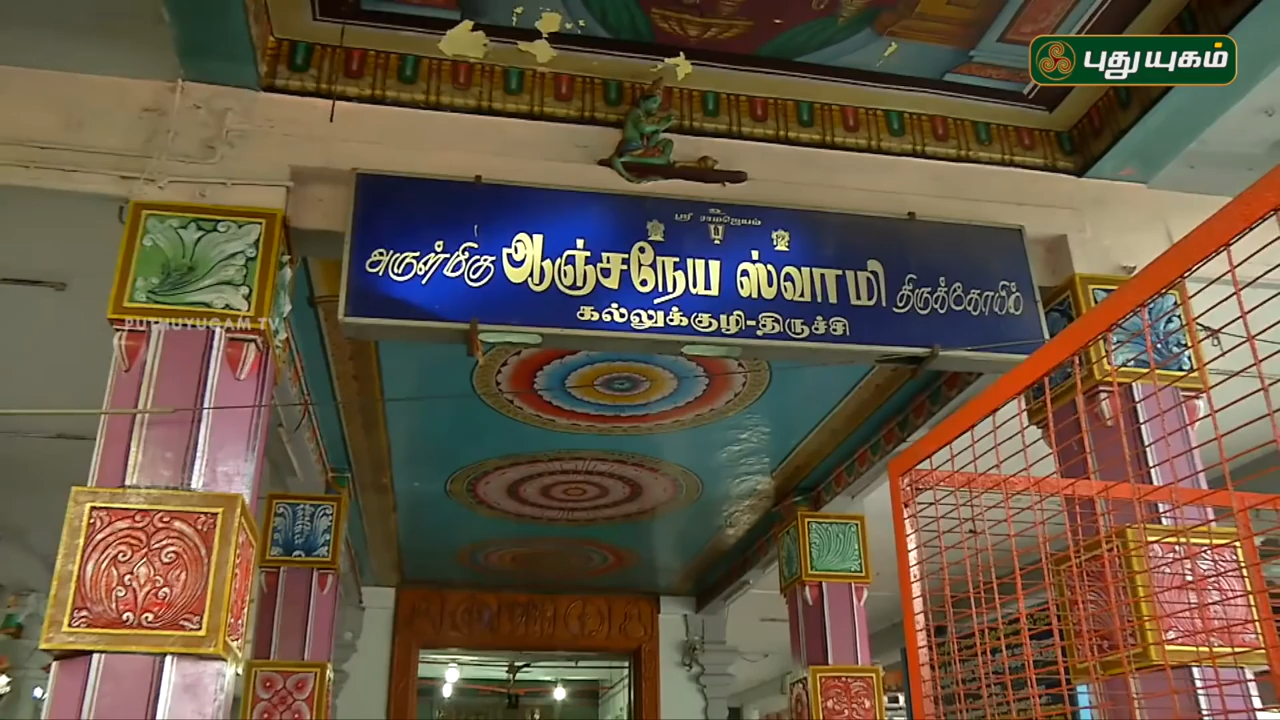 புதுயுகம்
உ
ஸ்ரீ ராமஜெயம்
அருள்மிகு ஆஞ்சநேய ஸ்வாமி திருக்கோயில்
கல்லுக்குழி-திருச்சி
PUTHUYUGAM TV